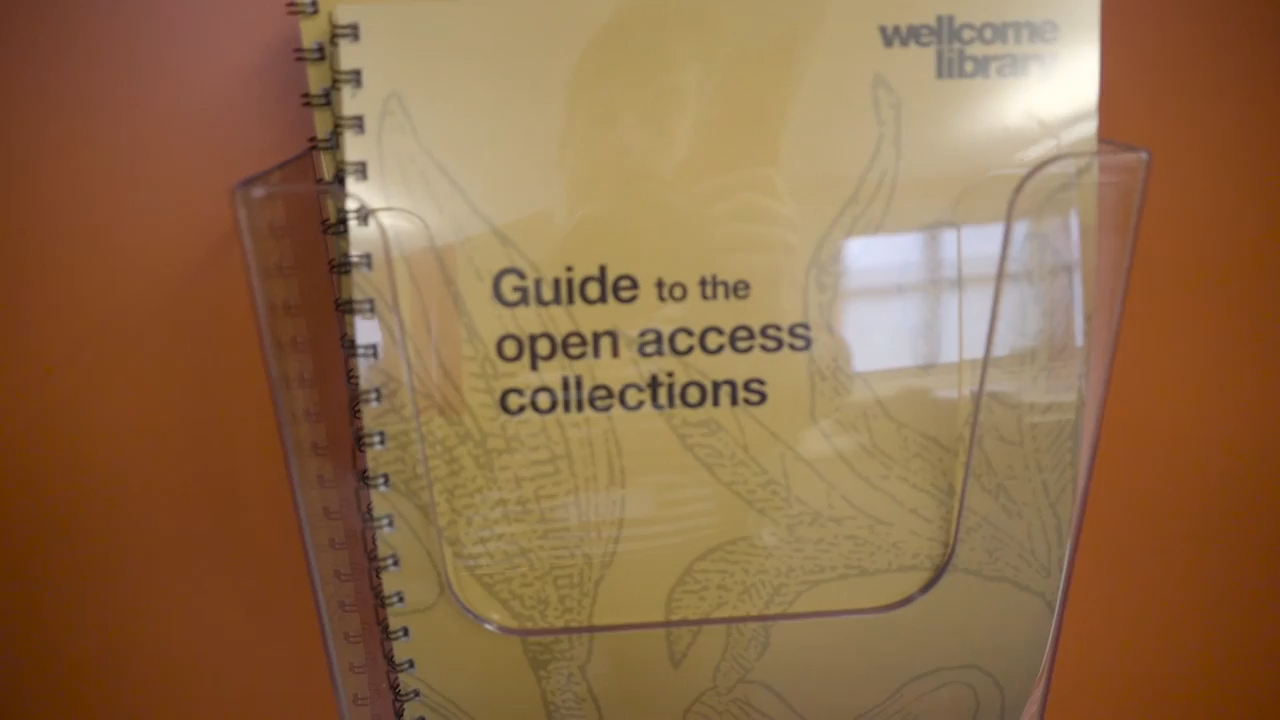 wellcome
library
Guide to the
open access
collections